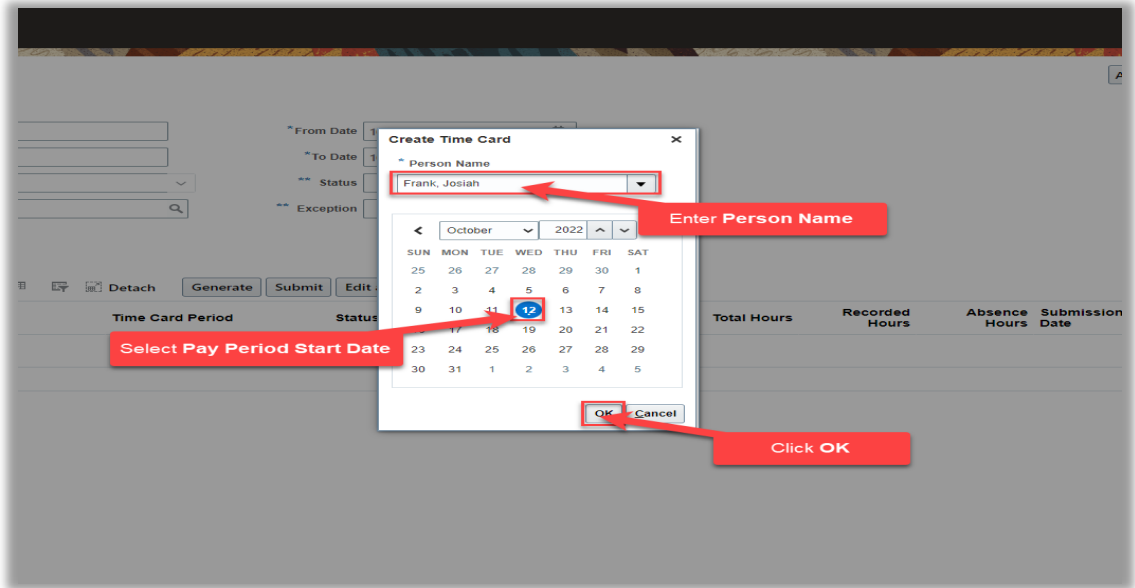 A
*From Date 1
Create Time Card
*To Date 1
* Person Name
** Status
Frank, Josiah
** Exception
Enter Person Name
October 2022
SUN MON TUE WED THU FRI SAT
25 26 27 28 29 30 1
2 3 4 5 6 7 8
Detach Generate Submit Edit
9 10 11 12 13 14 15
Time Card Period Status Total Hours Recorded Hours Absence Hours Submission Date
17 18 19 20 21 22
Select Pay Period Start Date
23 24 25 26 27 28 29
30 31 1 2 3 4 5
OK Cancel
Click OK